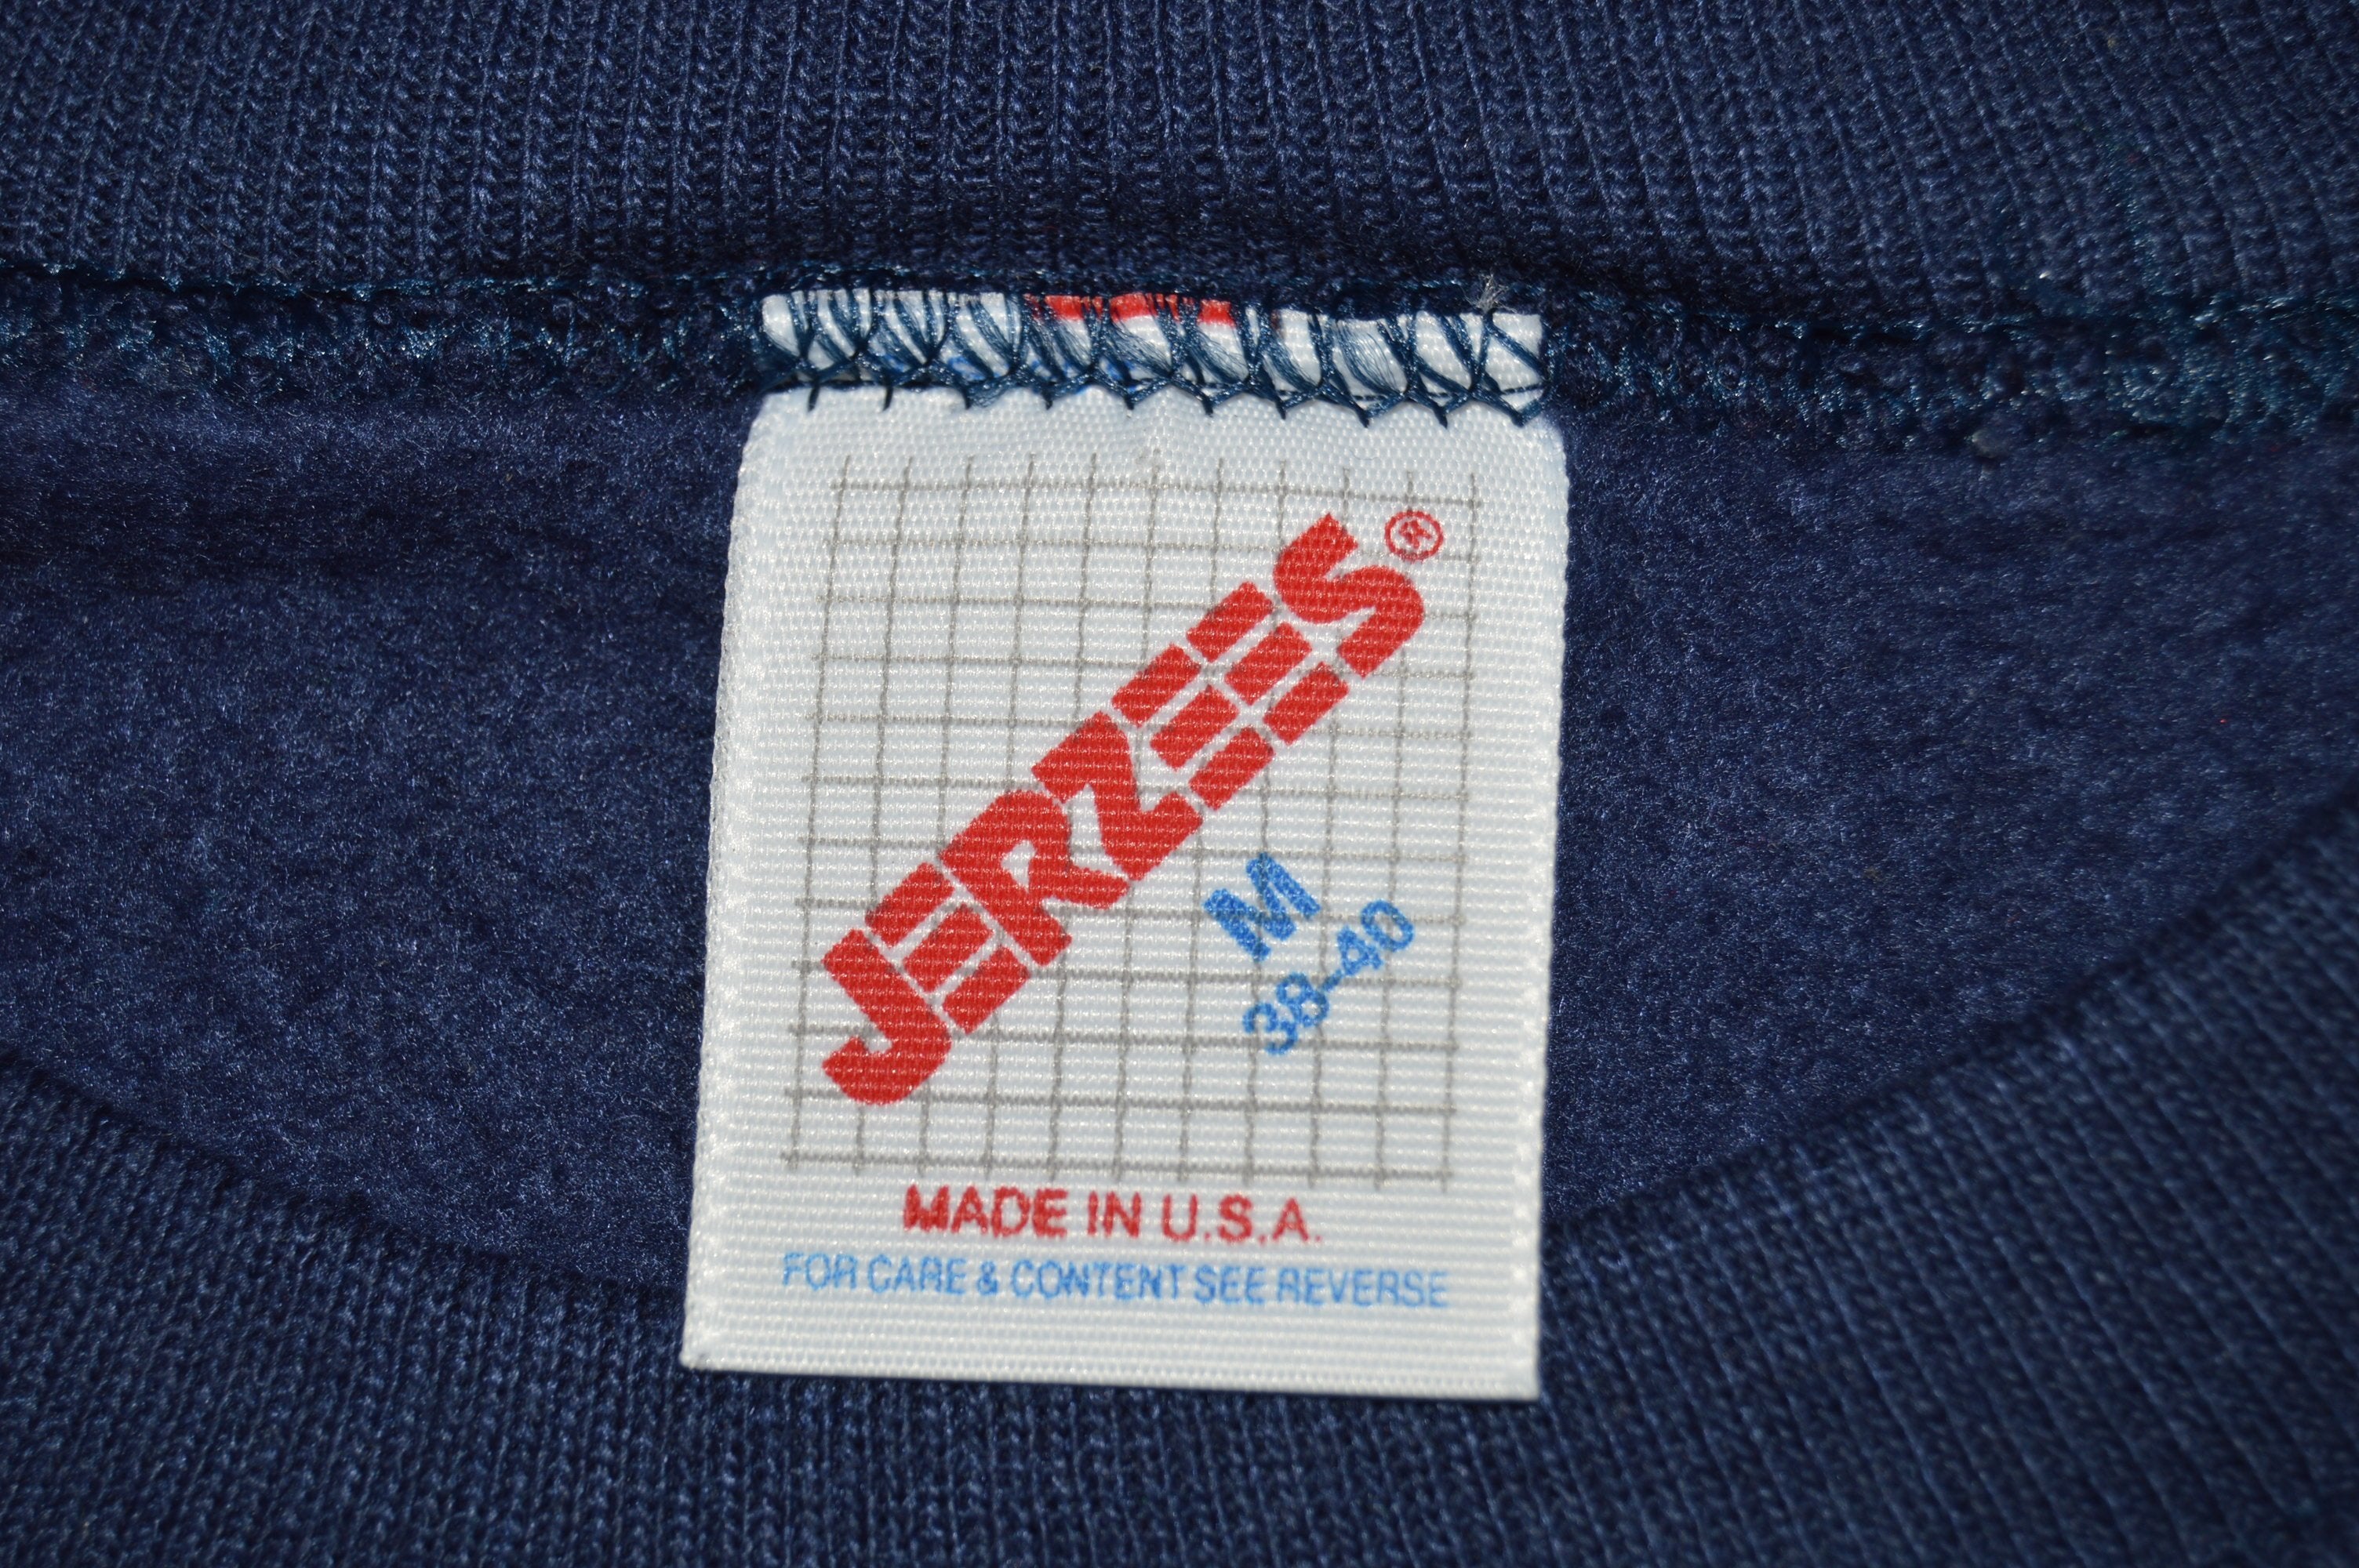 JERZEES®
M
38-40
MADE IN U.S.A.
FOR CARE & CONTENT SEE REVERSE